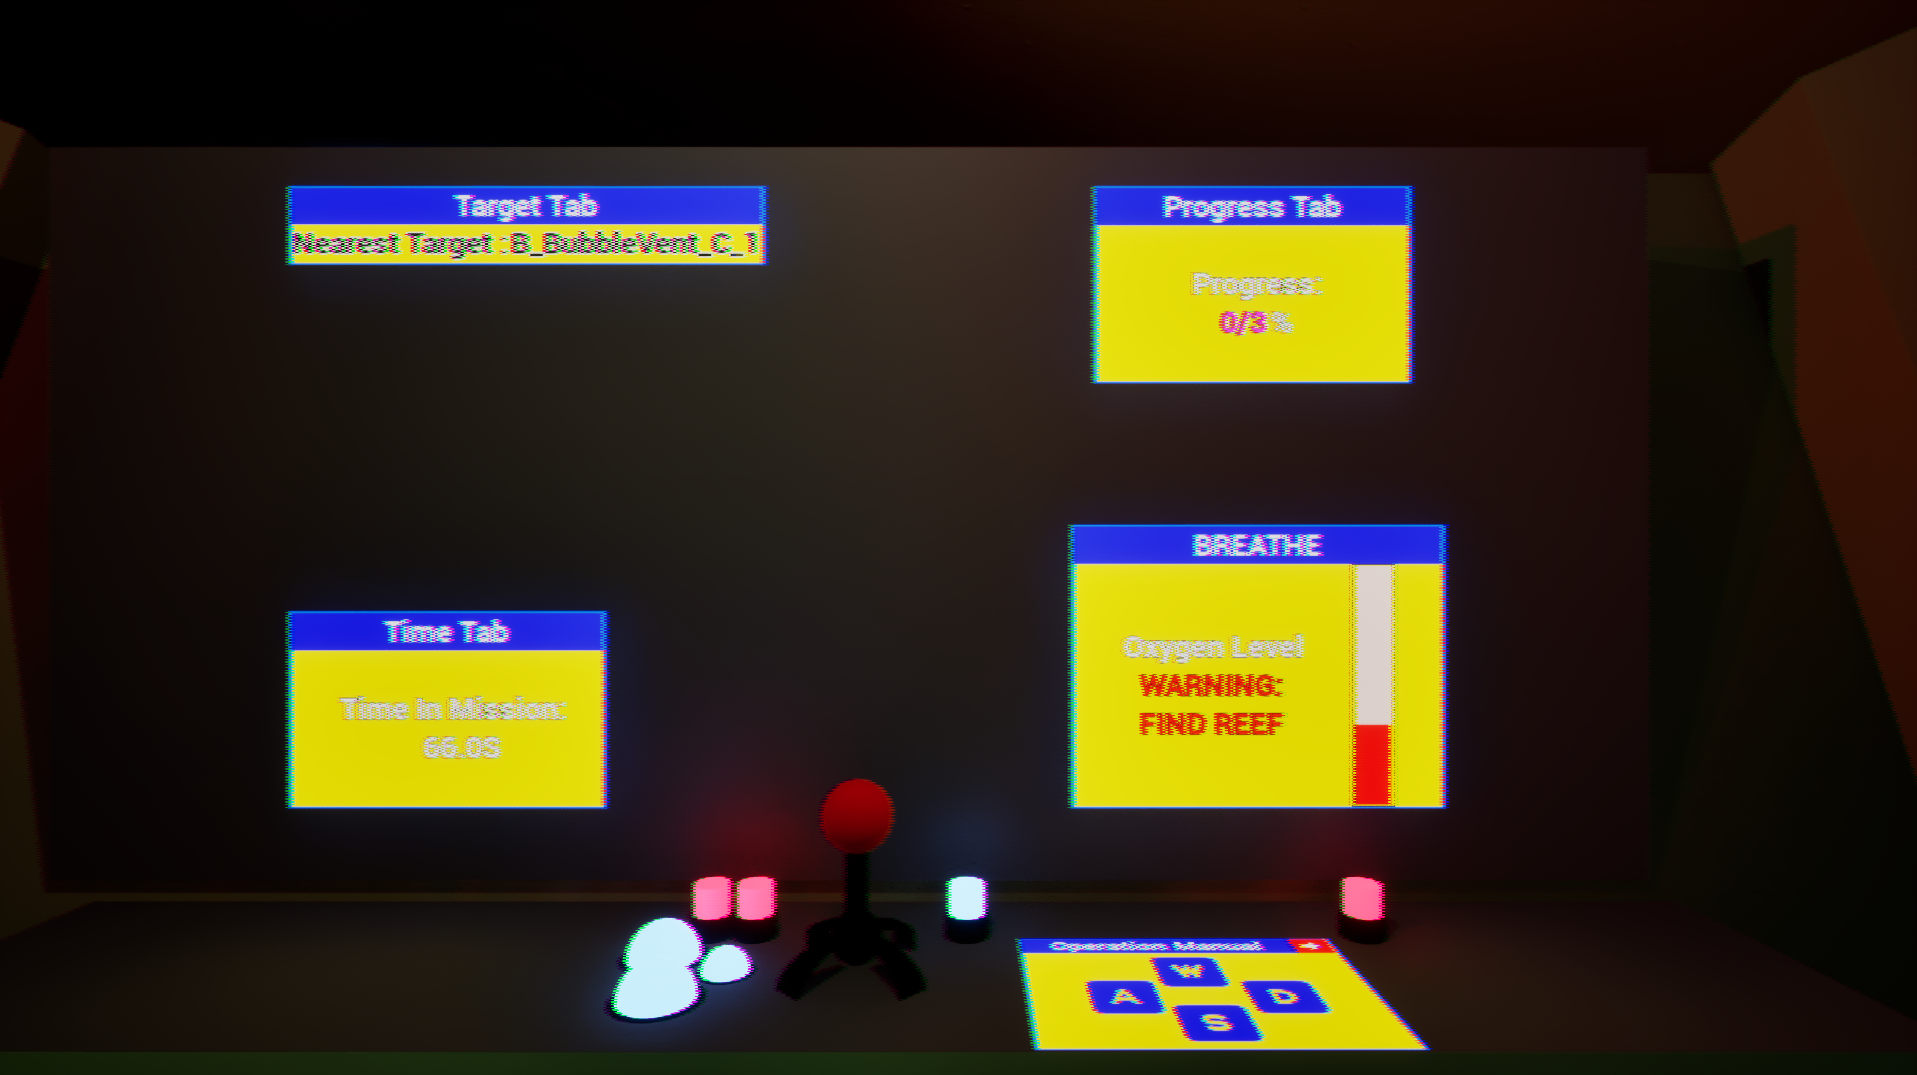 Target Tab
Nearest Target :B_BubbleVent_C_1
Progress Tab
Progress:
0/3 %
BREATHE
Oxygen Level
WARNING:
FIND REEF
Time Tab
Time In Mission:
66.0S
Operation Manual
W
A
D
S